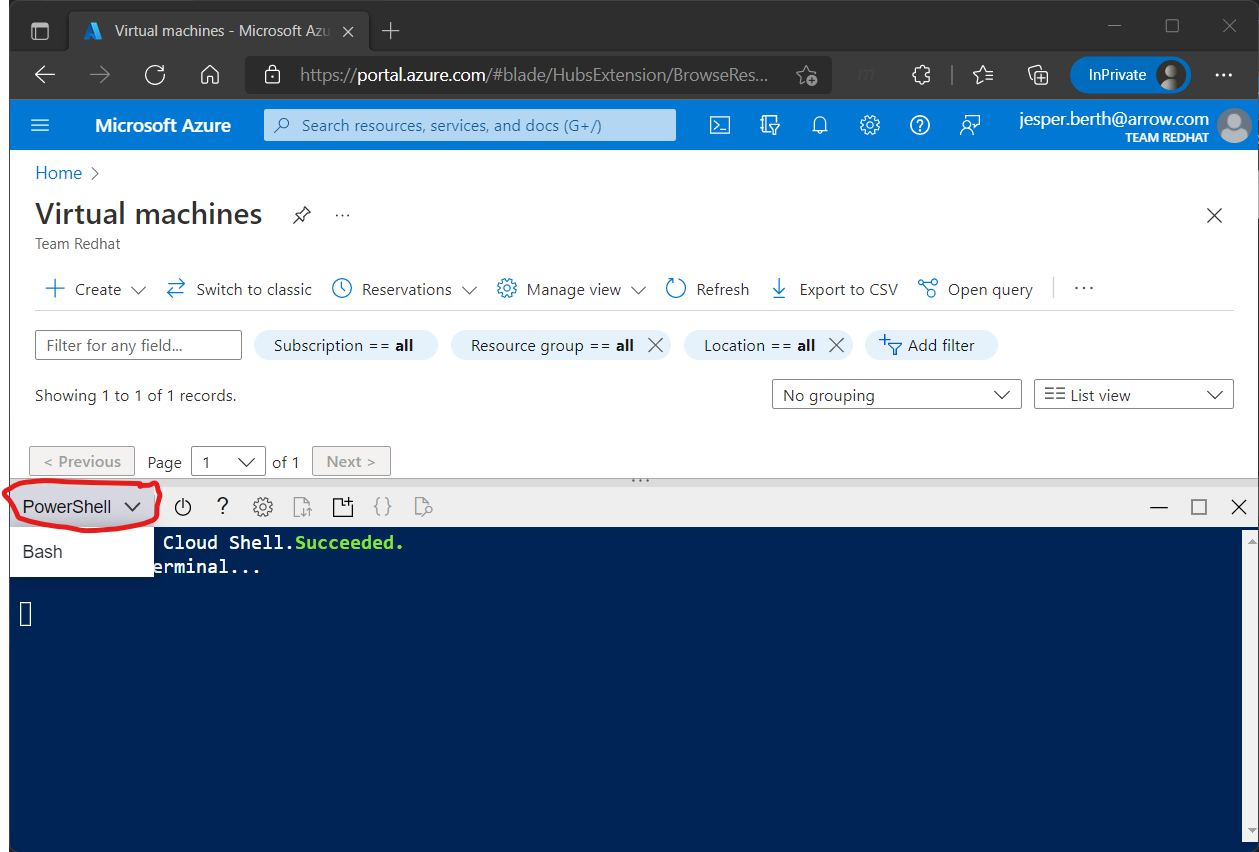 Virtual machines - Microsoft Azu
https://portal.azure.com/#blade/HubsExtension/BrowseRes...
InPrivate
Microsoft Azure
Search resources, services, and docs (G+/)
jesper.berth@arrow.com
TEAM REDHAT
Home
Virtual machines
Team Redhat
Create
Switch to classic
Reservations
Manage view
Refresh
Export to CSV
Open query
Filter for any field...
Subscription == all
Resource group == all
Location == all
Add filter
Showing 1 to 1 of 1 records.
No grouping
List view
< Previous
Page 1 of 1
Next >
PowerShell
Bash
Cloud Shell.Succeeded.
erminal...